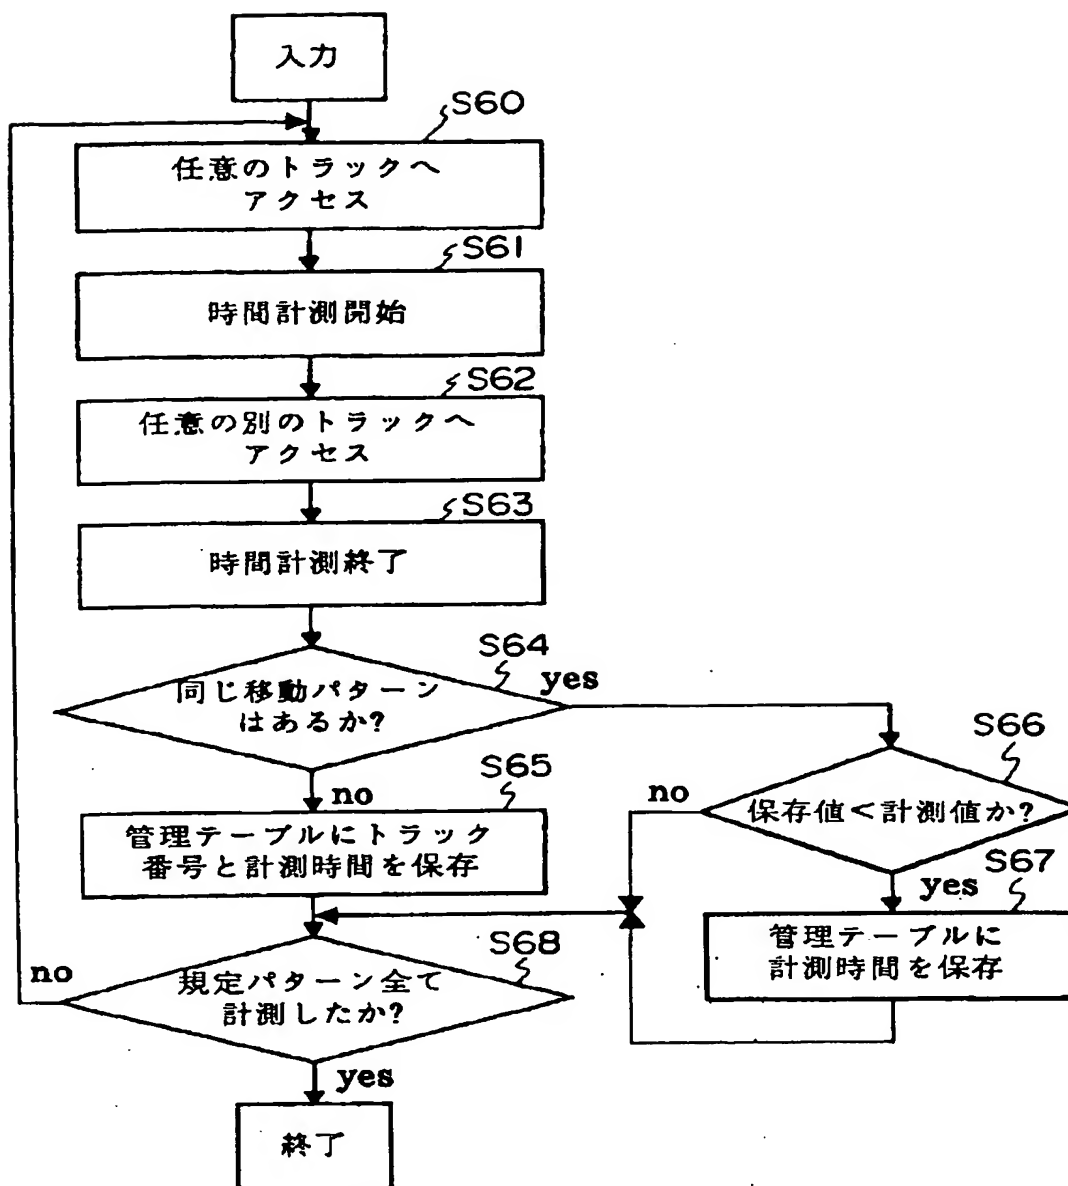 入力
S60
任意のトラックへ
アクセス
S61
時間計測開始
S62
任意の別のトラックへ
アクセス
S63
時間計測終了
S64
同じ移動パターン
はあるか?
yes
S65
no
管理テーブルにトラック
番号と計測時間を保存
S66
保存値<計測値か?
no
yes
S67
管理テーブルに
計測時間を保存
S68
規定パターン全て
計測したか?
no
yes
終了